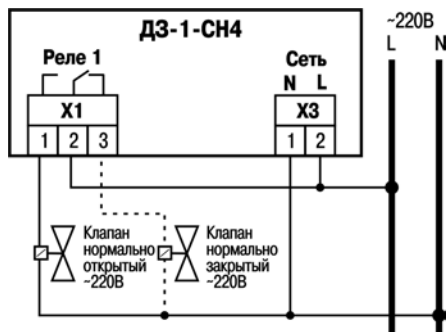 ДЗ-1-СН4
~220В
L N
Реле 1
Сеть
N L
X1
X3
1 2 3
1 2
Клапан
нормально
открытый
~220В
Клапан
нормально
закрытый
~220В